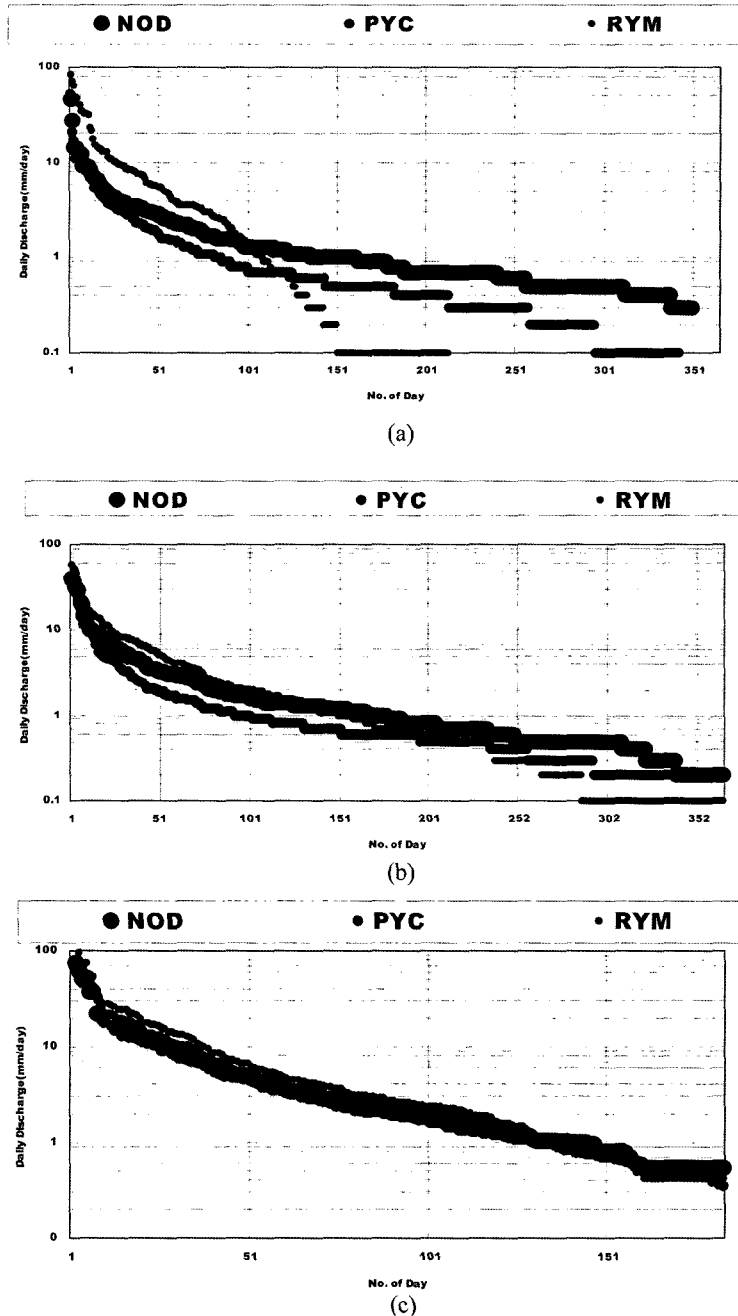 NOD PYC RYM
100
10
1
0.1
Daily Discharge(mm/day)
1 51 101 151 201 251 301 351
No. of Day
(a)
NOD PYC RYM
100
10
1
0.1
Daily Discharge(mm/day)
1 51 101 151 201 252 302 352
No. of Day
(b)
NOD PYC RYM
100
10
1
0
Daily Discharge(mm/day)
1 51 101 151
No. of Day
(c)